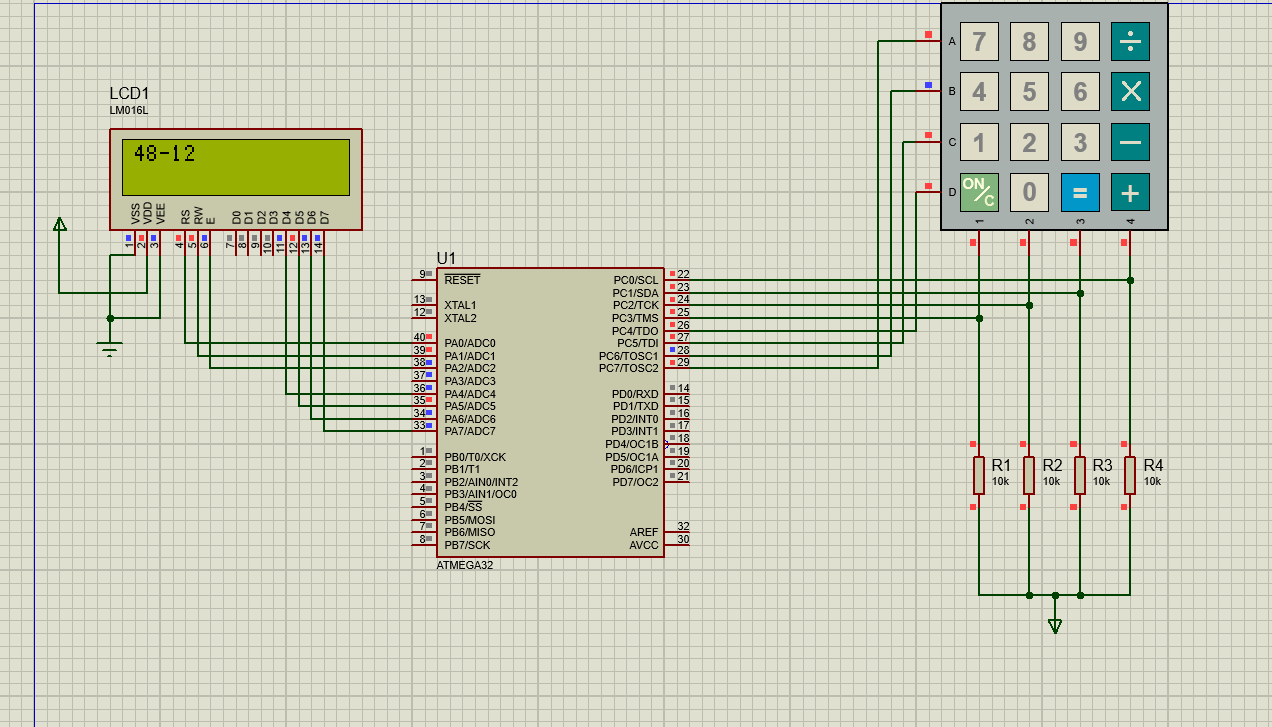 LCD1
LM016L
48-12
VSS VDD VEE RS RW E D0 D1 D2 D3 D4 D5 D6 D7
1 2 3 4 5 6 7 8 9 10 11 12 13 14
7 8 9 ÷
4 5 6 ×
1 2 3 −
ON/C 0 = +
A
B
C
D
1 2 3 4
U1
9 RESET
13 XTAL1
12 XTAL2
40 PA0/ADC0
39 PA1/ADC1
38 PA2/ADC2
37 PA3/ADC3
36 PA4/ADC4
35 PA5/ADC5
34 PA6/ADC6
33 PA7/ADC7
1 PB0/T0/XCK
2 PB1/T1
3 PB2/AIN0/INT2
4 PB3/AIN1/OC0
5 PB4/SS
6 PB5/MOSI
7 PB6/MISO
8 PB7/SCK
PC0/SCL 22
PC1/SDA 23
PC2/TCK 24
PC3/TMS 25
PC4/TDO 26
PC5/TDI 27
PC6/TOSC1 28
PC7/TOSC2 29
PD0/RXD 14
PD1/TXD 15
PD2/INT0 16
PD3/INT1 17
PD4/OC1B 18
PD5/OC1A 19
PD6/ICP1 20
PD7/OC2 21
AREF 32
AVCC 30
ATMEGA32
R1
10k
R2
10k
R3
10k
R4
10k